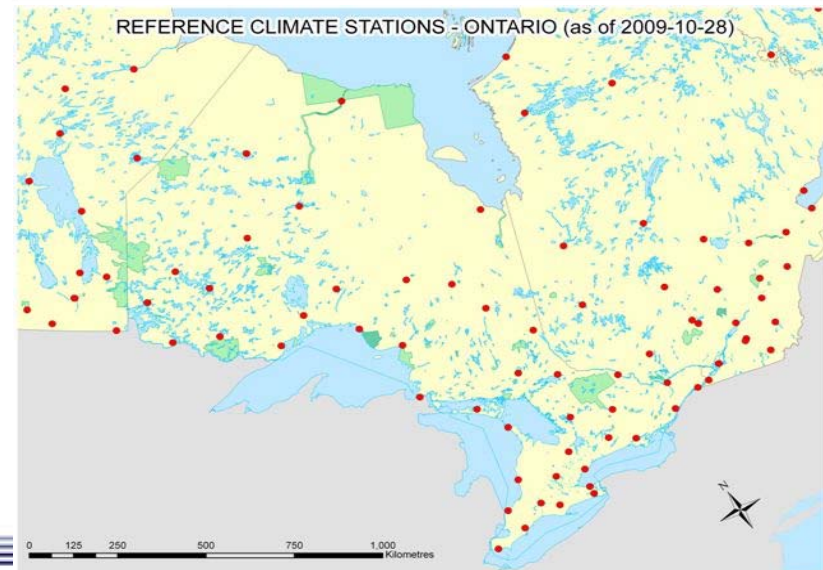 REFERENCE CLIMATE STATIONS - ONTARIO (as of 2009-10-28)
N
0 125 250 500 750 1,000
Kilometres